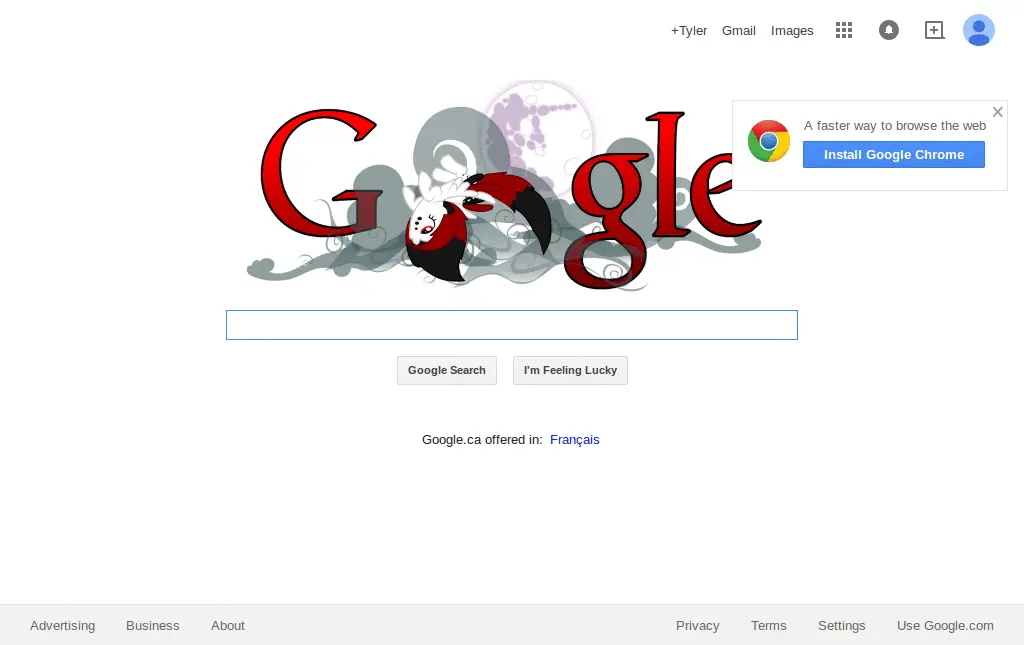 +Tyler Gmail Images
A faster way to browse the web
Install Google Chrome
Google
Google Search I'm Feeling Lucky
Google.ca offered in: Français
Advertising Business About Privacy Terms Settings Use Google.com